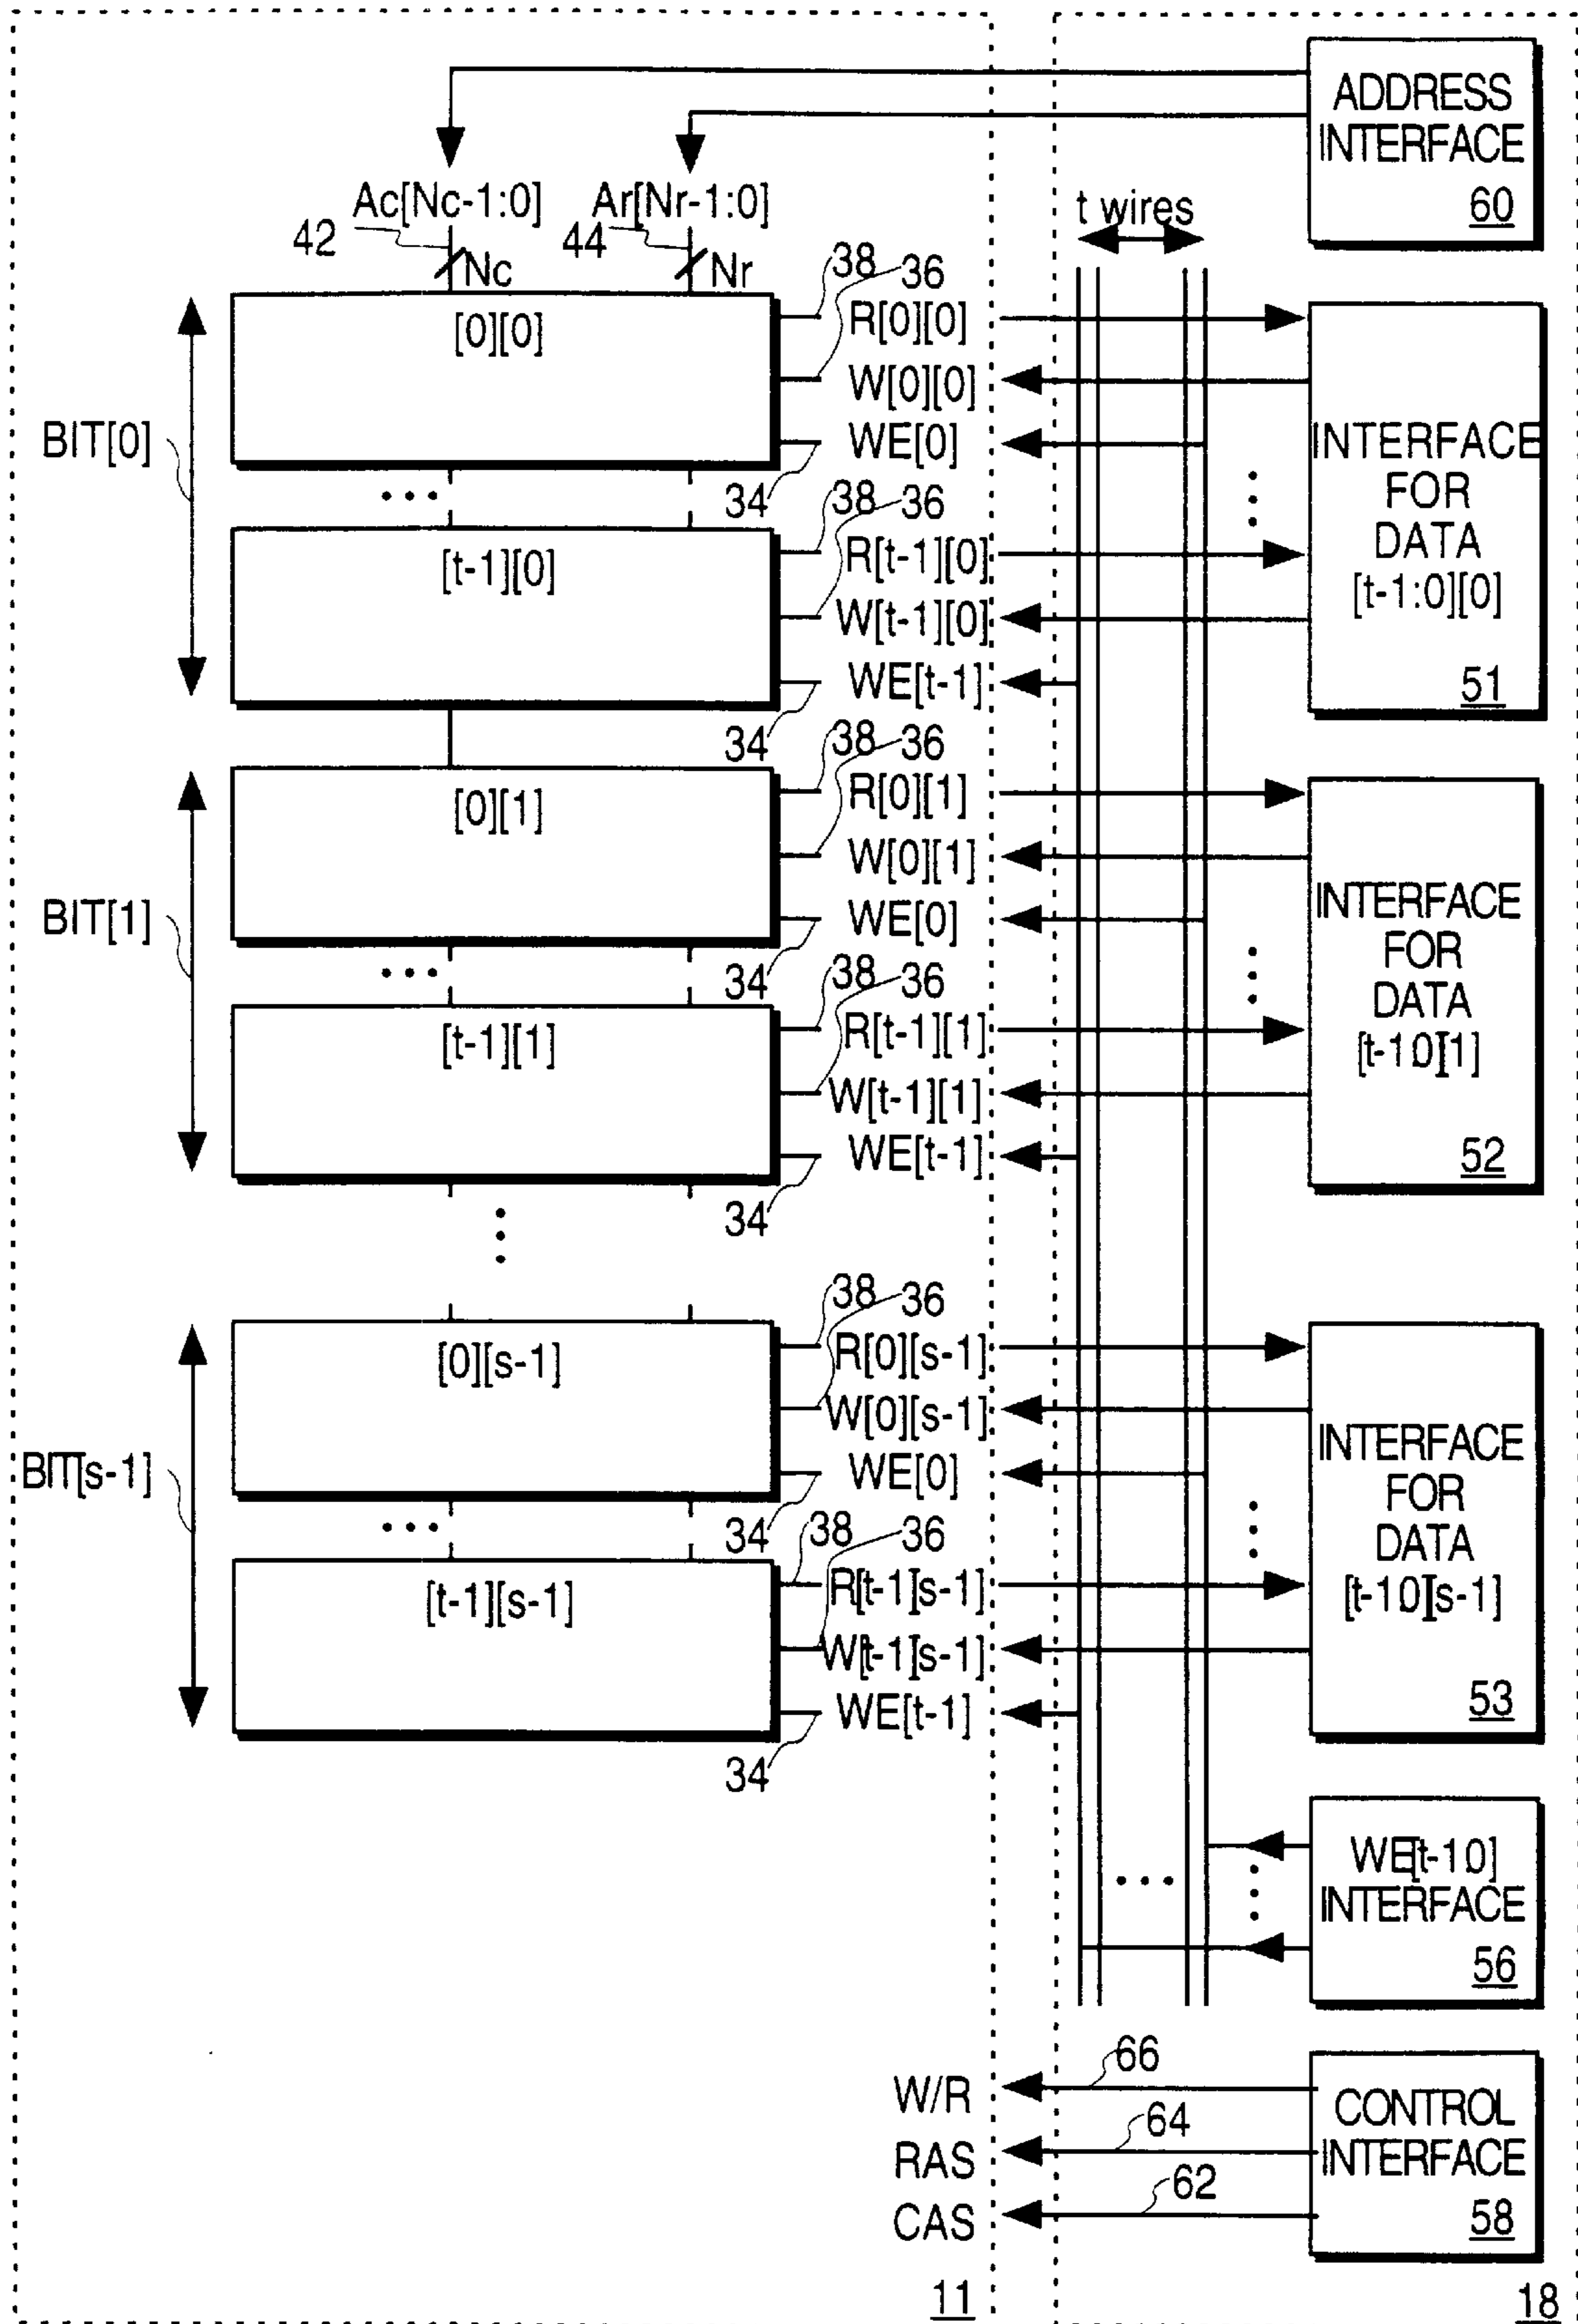 ADDRESS
INTERFACE
60
Ac[Nc-1:0]
Ar[Nr-1:0]
t wires
42
44
Nc
Nr
38
36
[0][0]
R[0][0]
W[0][0]
WE[0]
34
BIT[0]
INTERFACE
FOR
DATA
[t-1:0][0]
51
38
36
[t-1][0]
R[t-1][0]
W[t-1][0]
WE[t-1]
34
38
36
[0][1]
R[0][1]
W[0][1]
WE[0]
34
BIT[1]
INTERFACE
FOR
DATA
[t-10][1]
52
38
36
[t-1][1]
R[t-1][1]
W[t-1][1]
WE[t-1]
34
38
36
[0][s-1]
R[0][s-1]
W[0][s-1]
WE[0]
34
BIT[s-1]
INTERFACE
FOR
DATA
[t-10][s-1]
53
38
36
[t-1][s-1]
R[t-1][s-1]
W[t-1][s-1]
WE[t-1]
34
WE[t-10]
INTERFACE
56
W/R
66
RAS
64
CAS
62
CONTROL
INTERFACE
58
11
18